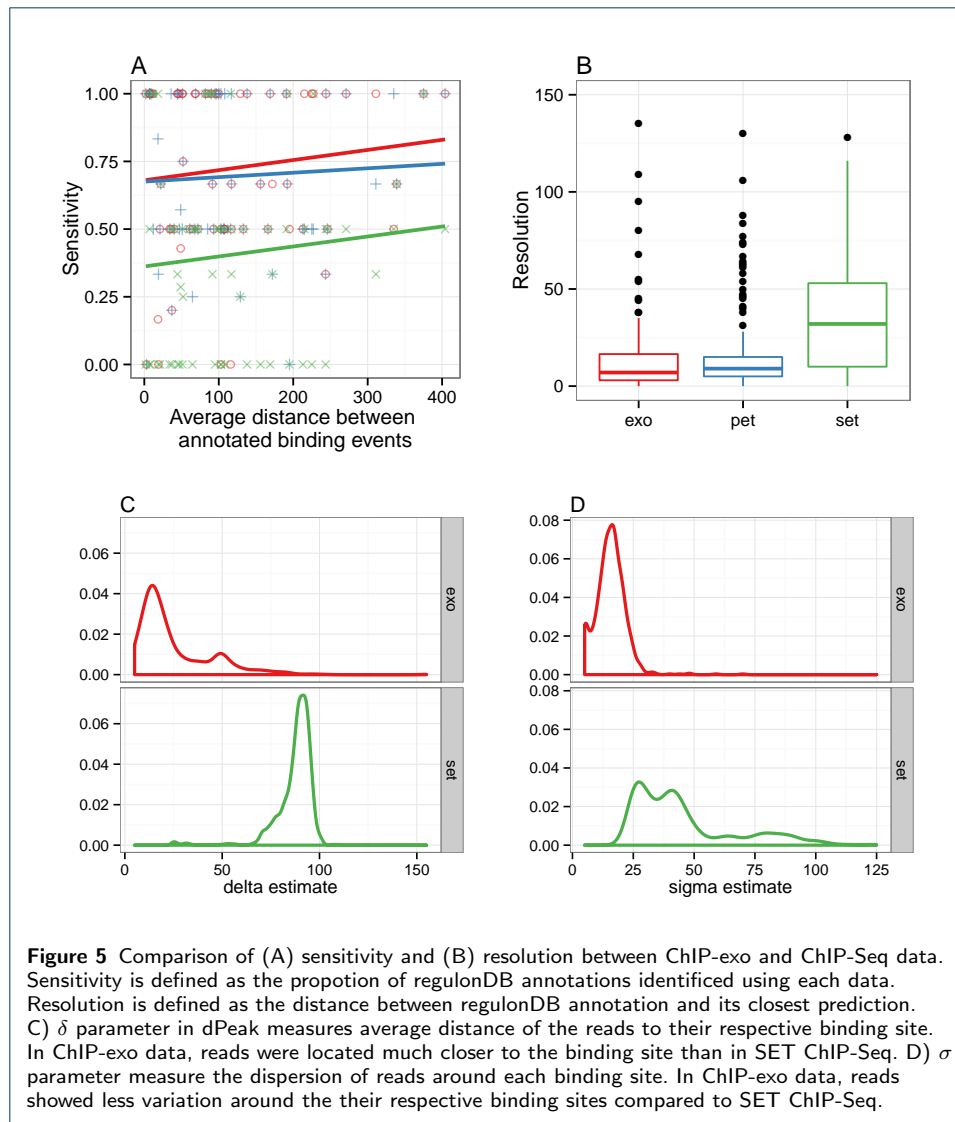 A
1.00
0.75
0.50
0.25
0.00
Sensitivity
0 100 200 300 400
Average distance between
annotated binding events
B
150
100
50
0
Resolution
exo pet set
C
0.06
0.04
0.02
0.00
exo
0.06
0.04
0.02
0.00
set
0 50 100 150
delta estimate
D
0.08
0.06
0.04
0.02
0.00
exo
0.08
0.06
0.04
0.02
0.00
set
0 25 50 75 100 125
sigma estimate
Figure 5 Comparison of (A) sensitivity and (B) resolution between ChIP-exo and ChIP-Seq data.
Sensitivity is defined as the propotion of regulonDB annotations identificed using each data.
Resolution is defined as the distance between regulonDB annotation and its closest prediction.
C) δ parameter in dPeak measures average distance of the reads to their respective binding site.
In ChIP-exo data, reads were located much closer to the binding site than in SET ChIP-Seq. D) σ
parameter measure the dispersion of reads around each binding site. In ChIP-exo data, reads
showed less variation around the their respective binding sites compared to SET ChIP-Seq.